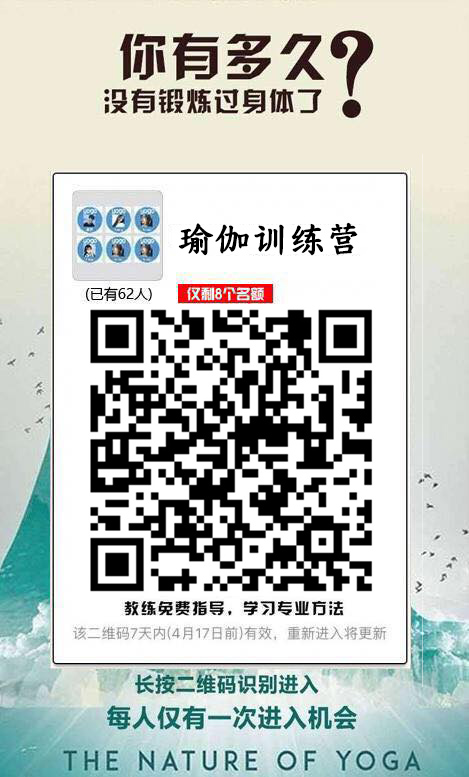 你有多久
没有锻炼过身体了?
瑜伽训练营
(已有62人)
仅剩8个名额
教练免费指导，学习专业方法
该二维码7天内(4月17日前)有效，重新进入将更新
长按二维码识别进入
每人仅有一次进入机会
THE NATURE OF YOGA